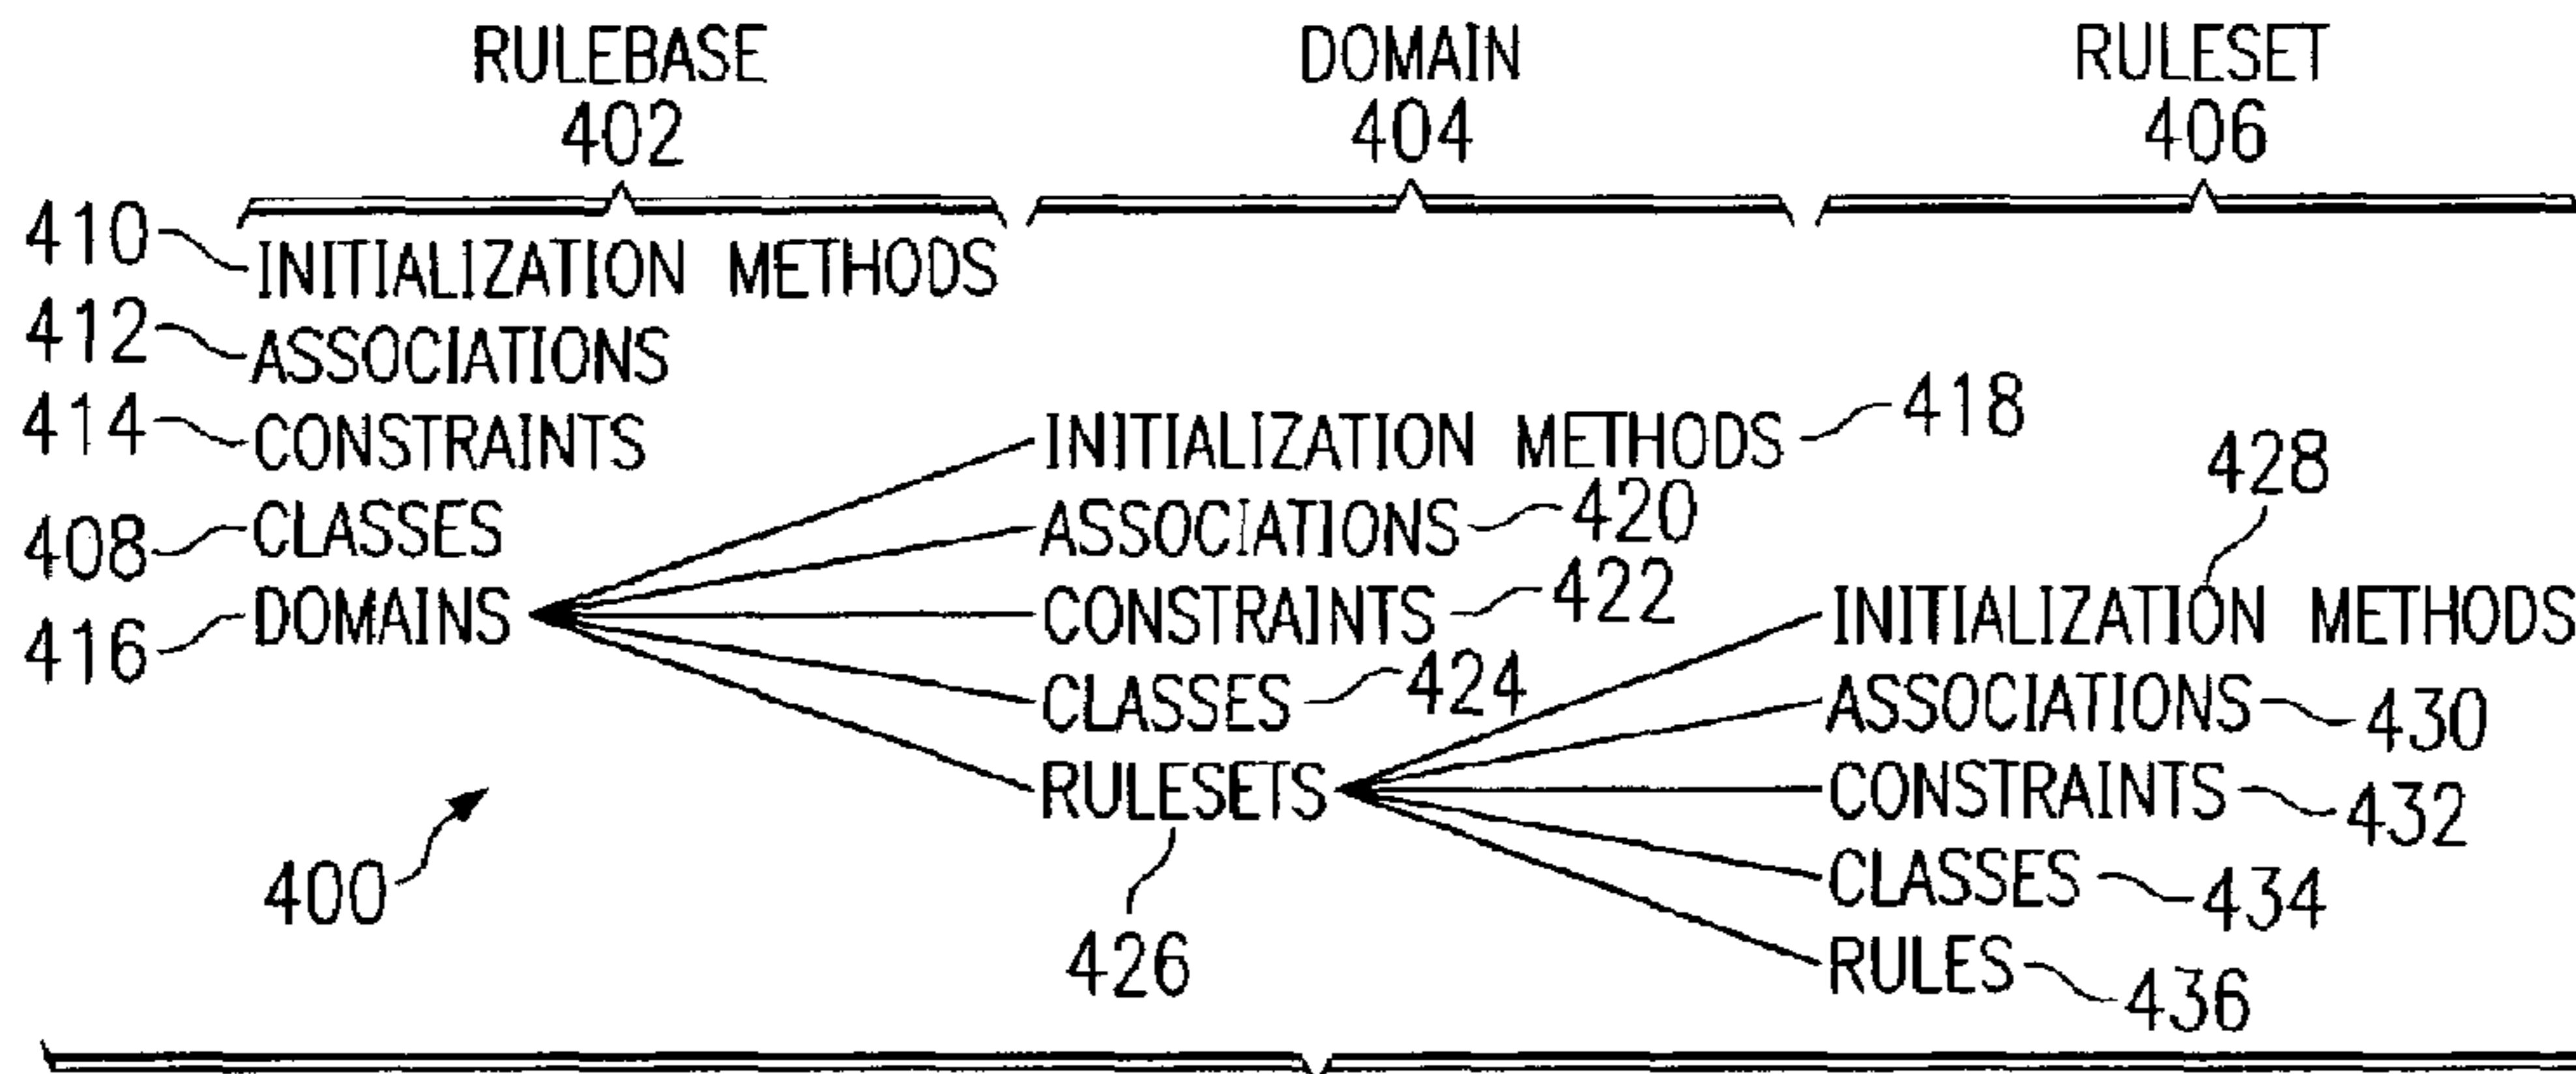 RULEBASE DOMAIN RULESET
402 404 406
410 INITIALIZATION METHODS
412 ASSOCIATIONS
414 CONSTRAINTS INITIALIZATION METHODS 418
408 CLASSES ASSOCIATIONS 420 428
416 DOMAINS CONSTRAINTS 422 INITIALIZATION METHODS
CLASSES 424 ASSOCIATIONS 430
RULESETS CONSTRAINTS 432
400 CLASSES 434
426 RULES 436